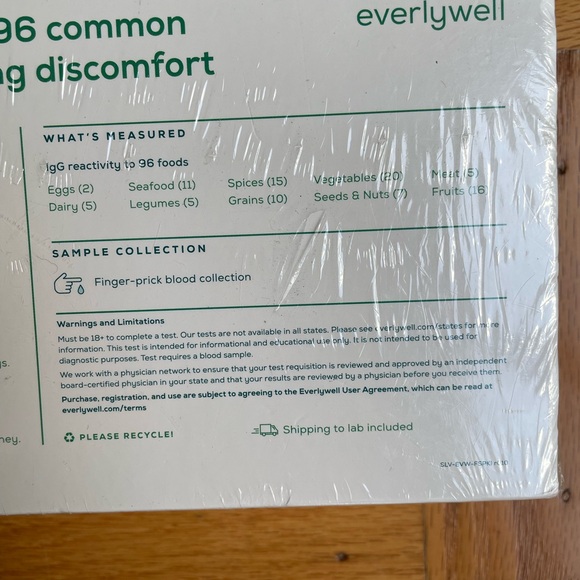 everlywell
96 common
ng discomfort
WHAT'S MEASURED
IgG reactivity to 96 foods
Eggs (2) Seafood (11) Spices (15) Vegetables (20) Meat (5)
Dairy (5) Legumes (5) Grains (10) Seeds & Nuts (7) Fruits (16)
SAMPLE COLLECTION
Finger-prick blood collection
Warnings and Limitations
Must be 18+ to complete a test. Our tests are not available in all states. Please see everlywell.com/states for more
information. This test is intended for informational and educational use only. It is not intended to be used for
diagnostic purposes. Test requires a blood sample.
We work with a physician network to ensure that your test requisition is reviewed and approved by an independent
board-certified physician in your state and that your results are reviewed by a physician before you receive them.
Purchase, registration, and use are subject to agreeing to the Everlywell User Agreement, which can be read at
everlywell.com/terms
gs.
ney.
PLEASE RECYCLE!
Shipping to lab included